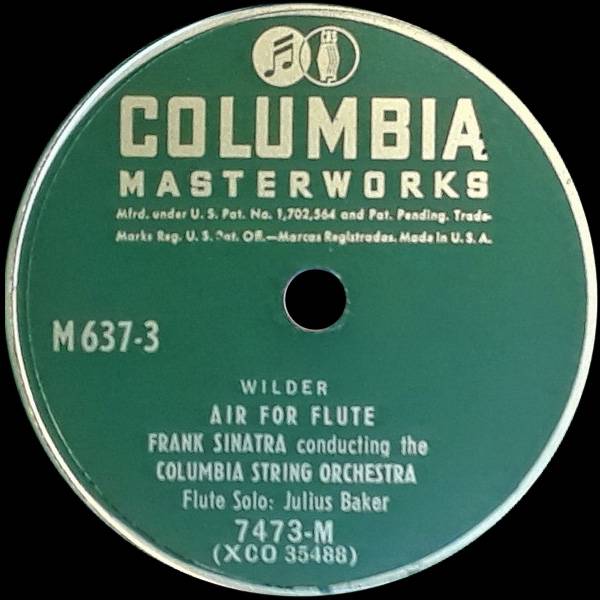 CBS
COLUMBIA
MASTERWORKS
Mfrd. under U. S. Pat. No. 1,702,564 and Pat. Pending. Trade-
Marks Reg. U. S. Pat. Off.—Marcas Registradas. Made in U. S. A.
M 637-3
WILDER
AIR FOR FLUTE
FRANK SINATRA conducting the
COLUMBIA STRING ORCHESTRA
Flute Solo: Julius Baker
7473-M
(XCO 35488)